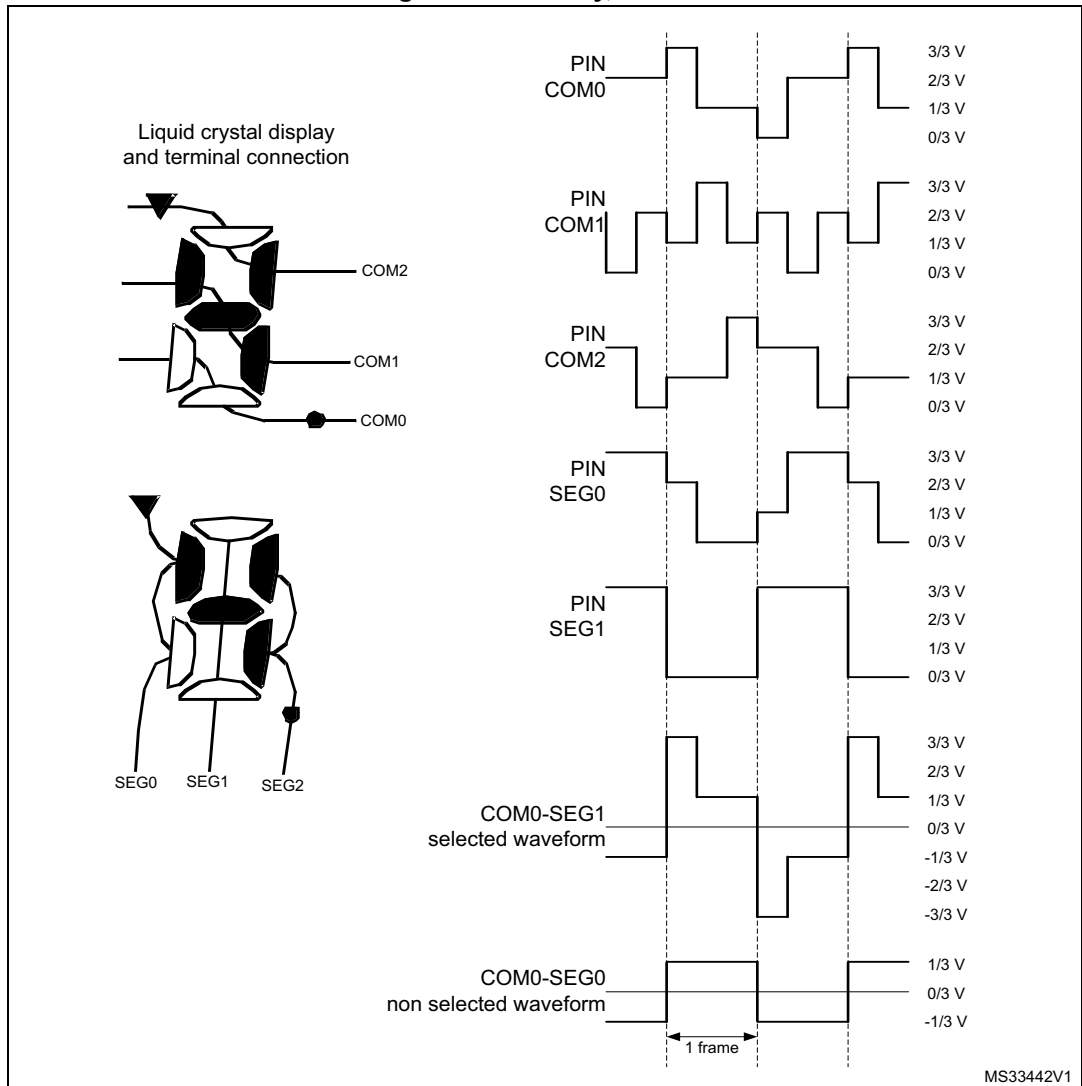 Liquid crystal display
and terminal connection
COM2
COM1
COM0
SEG0 SEG1 SEG2
PIN
COM0
3/3 V
2/3 V
1/3 V
0/3 V
PIN
COM1
3/3 V
2/3 V
1/3 V
0/3 V
PIN
COM2
3/3 V
2/3 V
1/3 V
0/3 V
PIN
SEG0
3/3 V
2/3 V
1/3 V
0/3 V
PIN
SEG1
3/3 V
2/3 V
1/3 V
0/3 V
COM0-SEG1
selected waveform
3/3 V
2/3 V
1/3 V
0/3 V
-1/3 V
-2/3 V
-3/3 V
COM0-SEG0
non selected waveform
1/3 V
0/3 V
-1/3 V
1 frame
MS33442V1